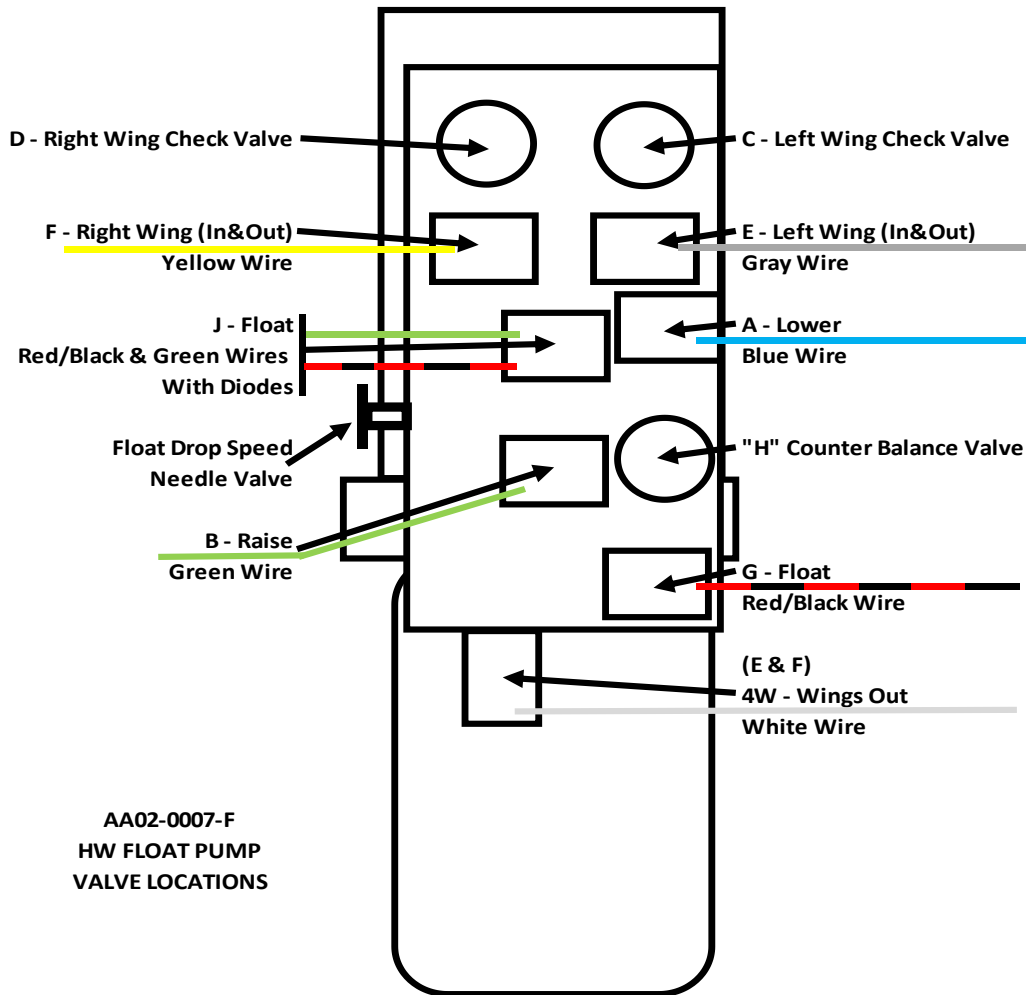 D - Right Wing Check Valve
C - Left Wing Check Valve
F - Right Wing (In&Out)
Yellow Wire
E - Left Wing (In&Out)
Gray Wire
J - Float
Red/Black & Green Wires
With Diodes
A - Lower
Blue Wire
Float Drop Speed
Needle Valve
"H" Counter Balance Valve
B - Raise
Green Wire
G - Float
Red/Black Wire
(E & F)
4W - Wings Out
White Wire
AA02-0007-F
HW FLOAT PUMP
VALVE LOCATIONS